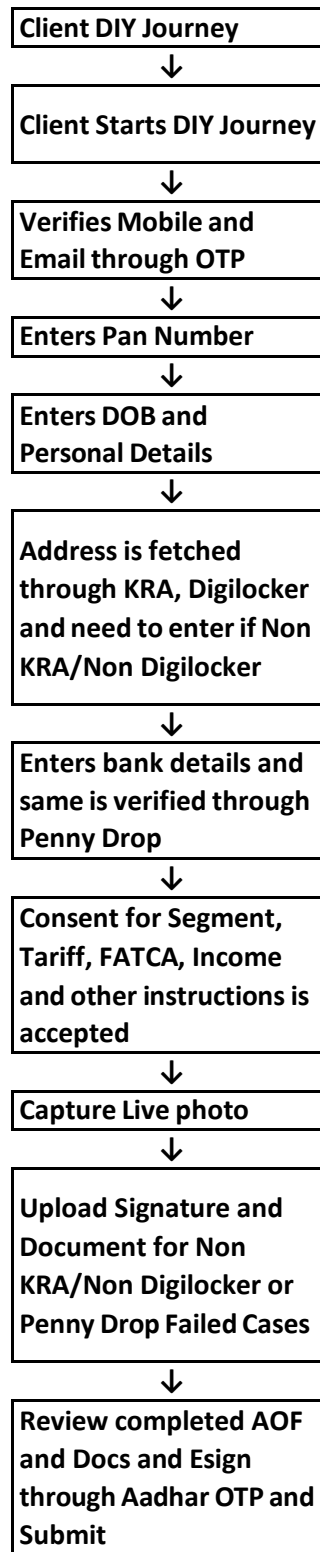 Client DIY Journey
Client Starts DIY Journey
Verifies Mobile and
Email through OTP
Enters Pan Number
Enters DOB and
Personal Details
Address is fetched
through KRA, Digilocker
and need to enter if Non
KRA/Non Digilocker
Enters bank details and
same is verified through
Penny Drop
Consent for Segment,
Tariff, FATCA, Income
and other instructions is
accepted
Capture Live photo
Upload Signature and
Document for Non
KRA/Non Digilocker or
Penny Drop Failed Cases
Review completed AOF
and Docs and Esign
through Aadhar OTP and
Submit